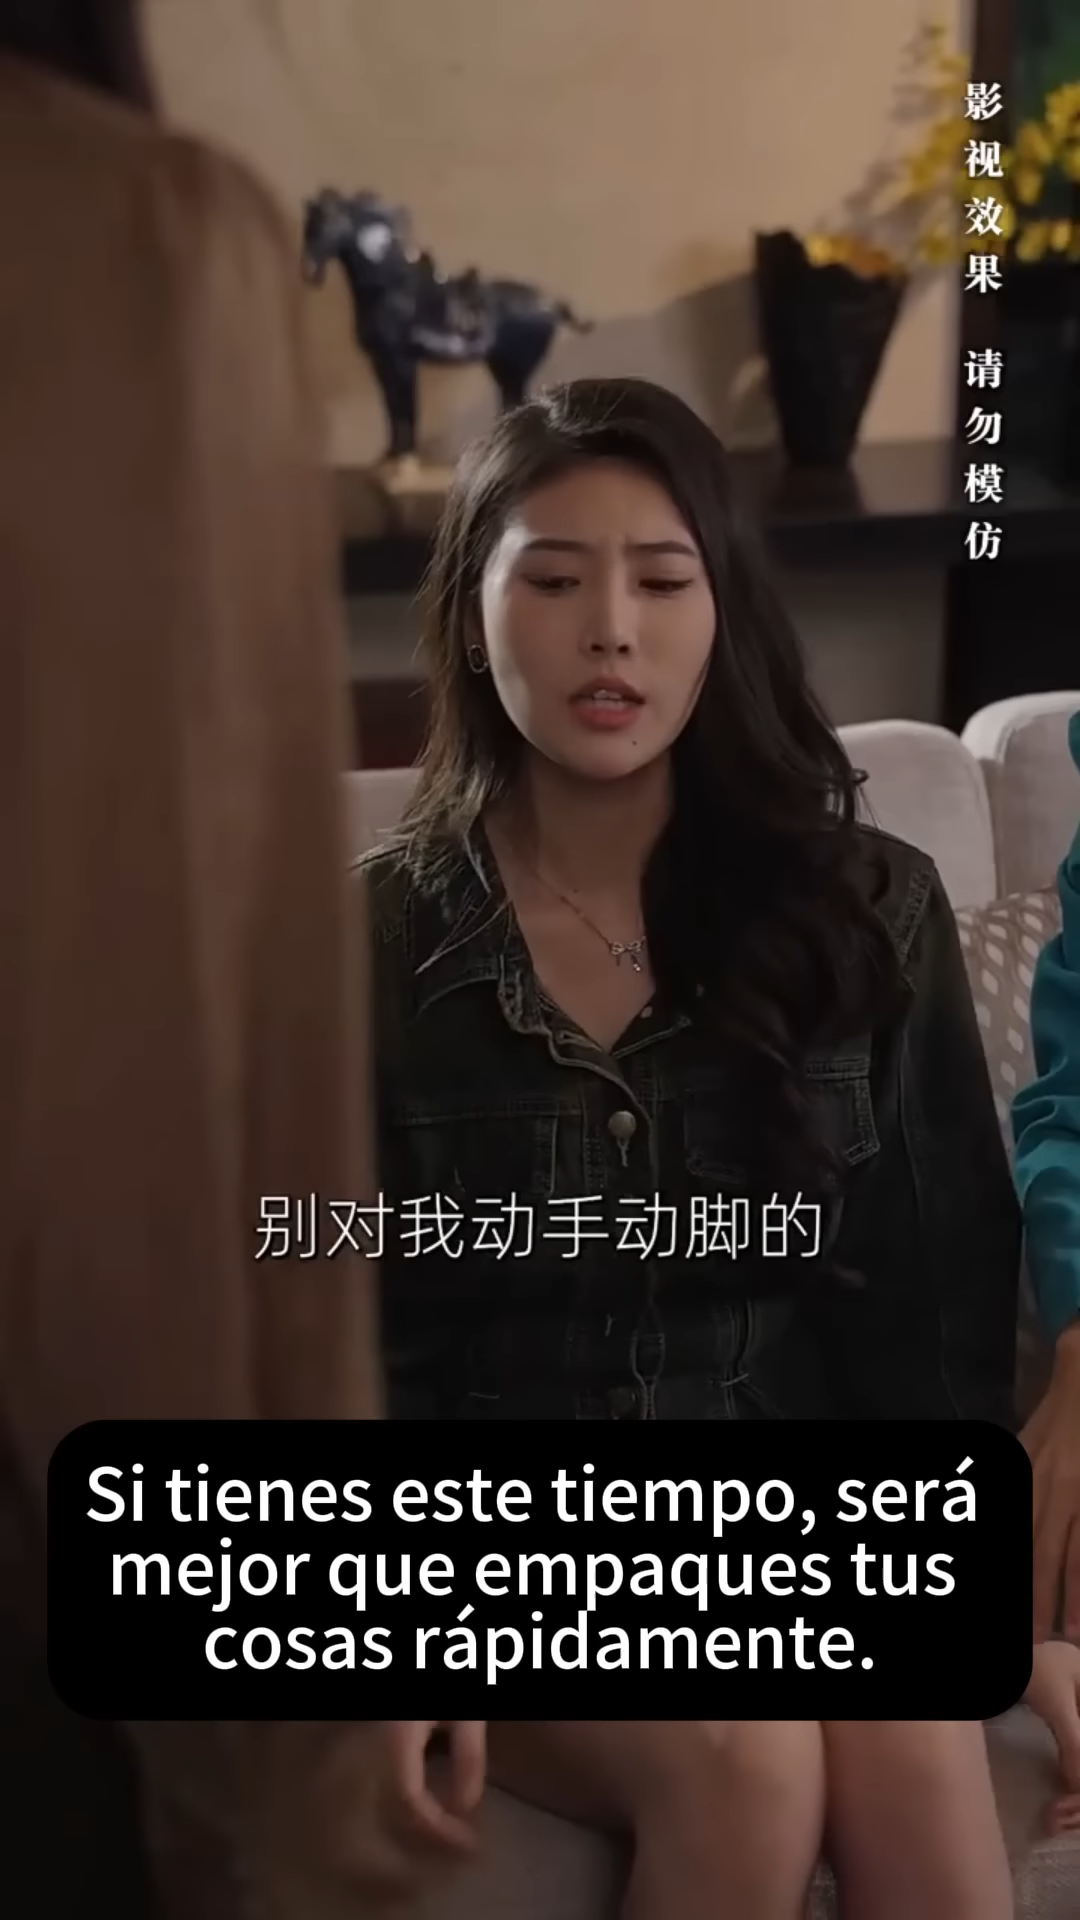 影视效果 请勿模仿
别对我动手动脚的
Si tienes este tiempo, será
mejor que empaques tus
cosas rápidamente.